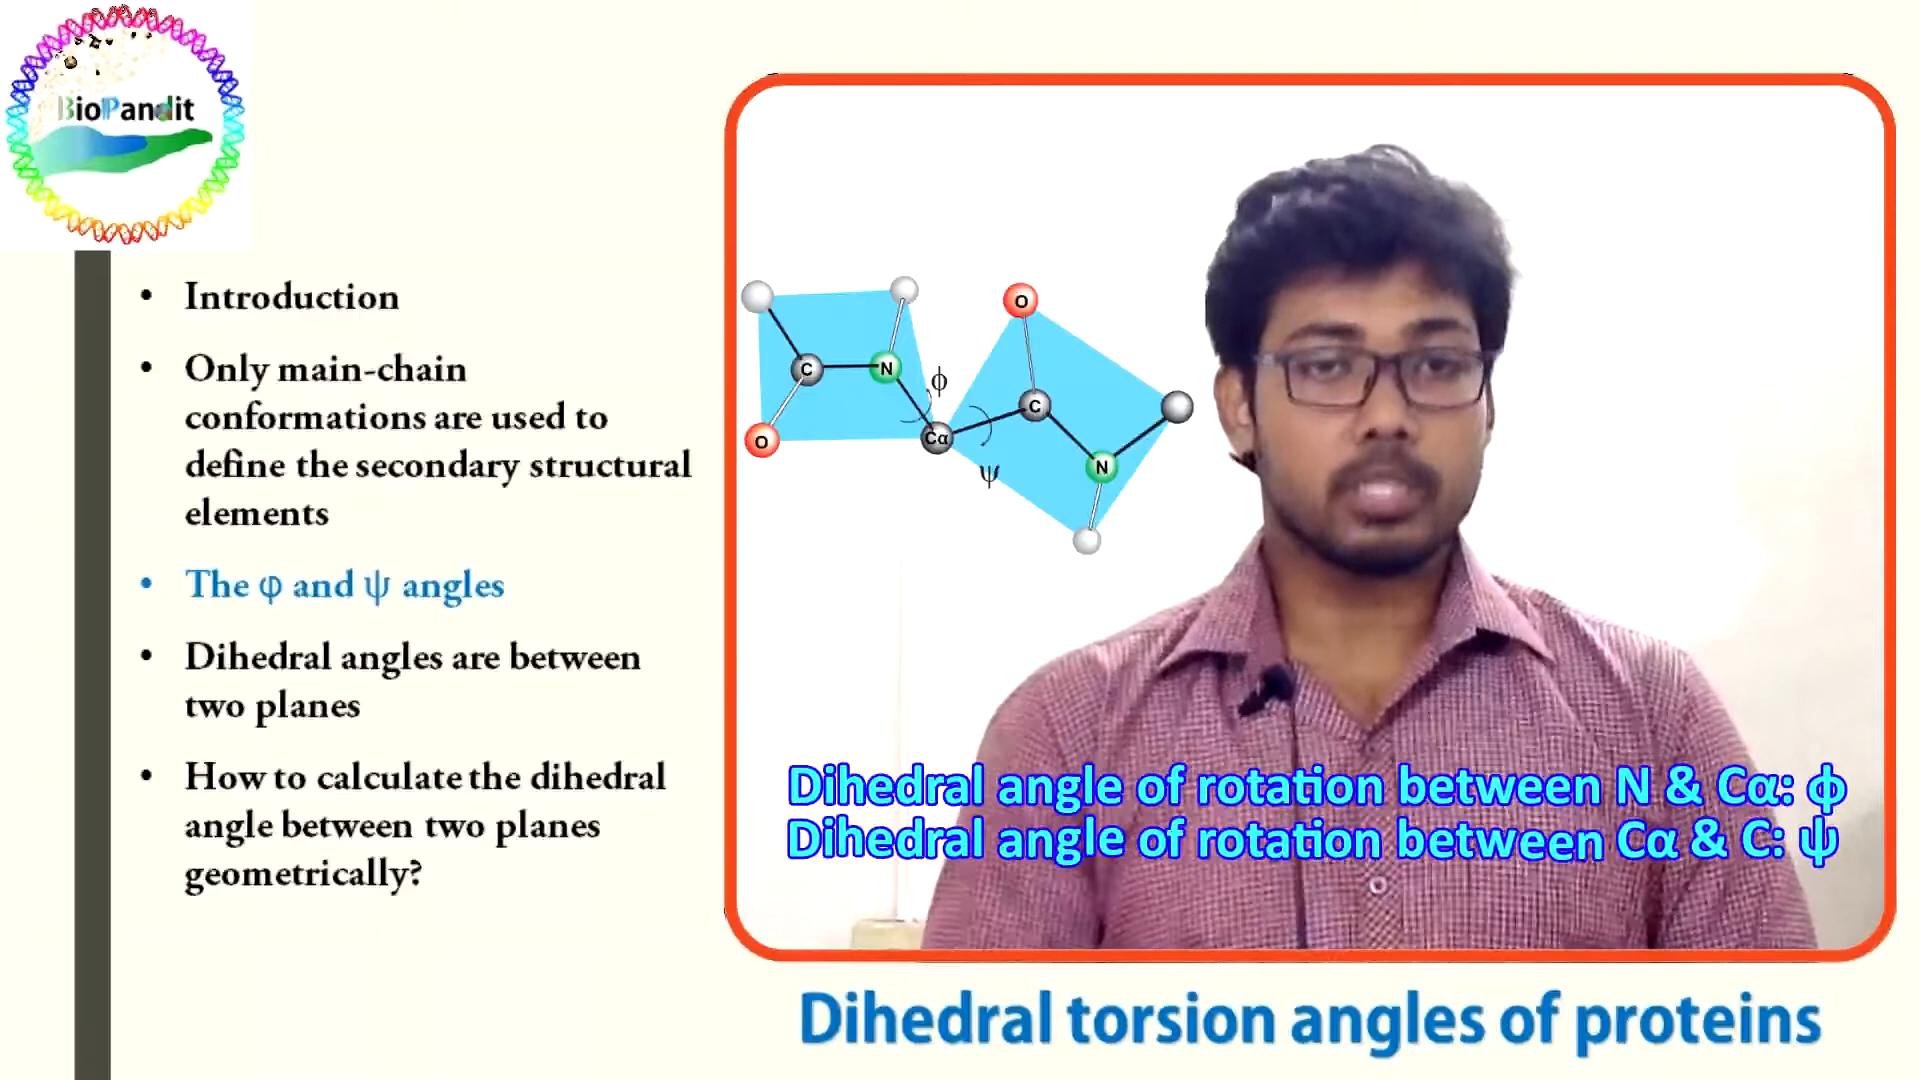 BioPandit
• Introduction
• Only main-chain
conformations are used to
define the secondary structural
elements
• The φ and ψ angles
• Dihedral angles are between
two planes
• How to calculate the dihedral
angle between two planes
geometrically?
O
C
N
ϕ
C
O
Cα
ψ
N
Dihedral angle of rotation between N & Cα: ϕ
Dihedral angle of rotation between Cα & C: ψ
Dihedral torsion angles of proteins